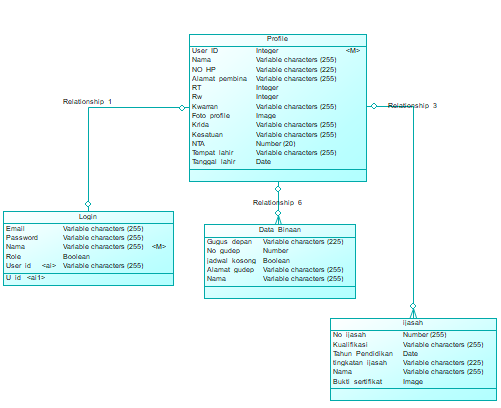 Profile
User ID Integer <M>
Nama Variable characters (255)
NO HP Variable characters (225)
Alamat pembina Variable characters (255)
RT Integer
Rw Integer
Kwarran Variable characters (255)
Foto profile Image
Krida Variable characters (255)
Kesatuan Variable characters (255)
NTA Number (20)
Tempat lahir Variable characters (255)
Tanggal lahir Date
Relationship 1
Relationship 3
Relationship 6
Login
Email Variable characters (255)
Password Variable characters (255)
Nama Variable characters (255) <M>
Role Boolean
User id <ai> Variable characters (255)
U id <ai1>
Data Binaan
Gugus depan Variable characters (225)
No gudep Number
jadwal kosong Boolean
Alamat gudep Variable characters (255)
Nama Variable characters (255)
Ijasah
No ijasah Number (255)
Kualifikasi Variable characters (255)
Tahun Pendidikan Date
tingkatan ijasah Variable characters (225)
Nama Variable characters (255)
Bukti sertifikat Image